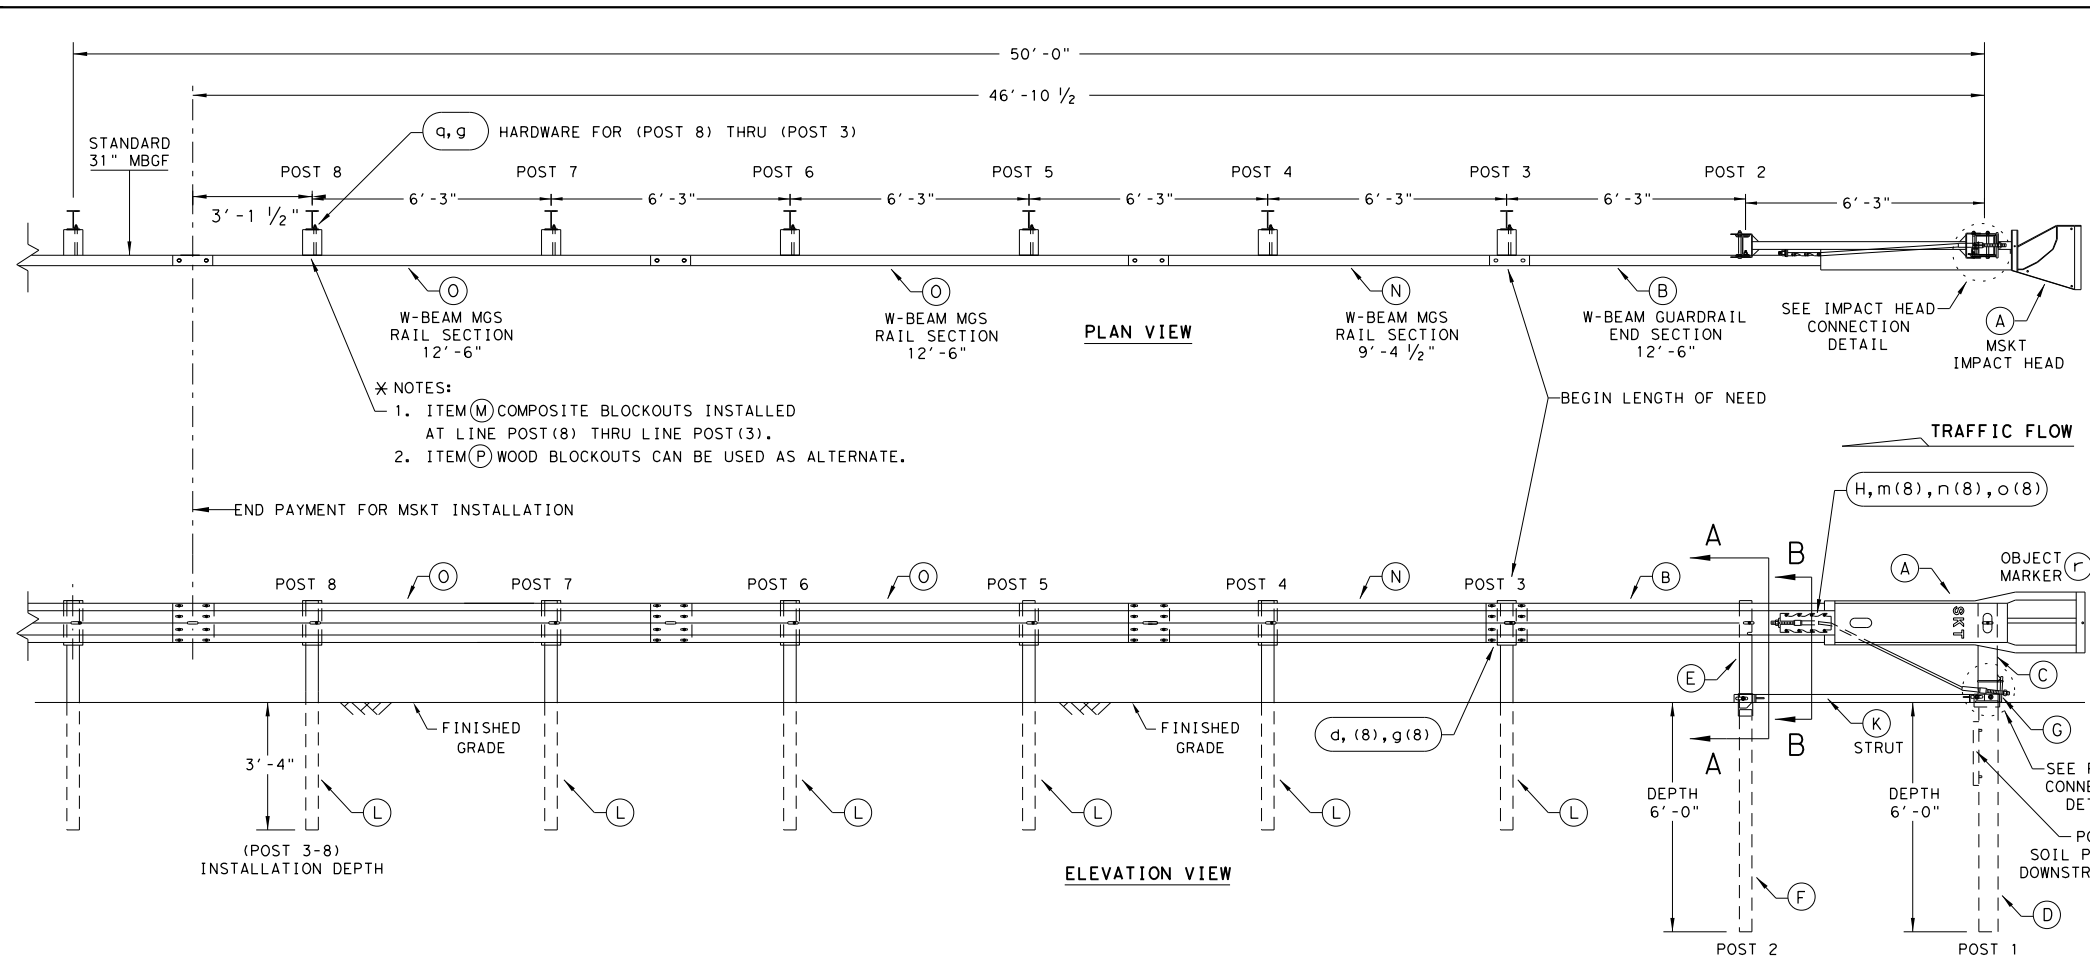 50'-0"
46'-10 1/2
STANDARD
31" MBGF
q,g HARDWARE FOR (POST 8) THRU (POST 3)
POST 8
POST 7
POST 6
POST 5
POST 4
POST 3
POST 2
3'-1 1/2"
6'-3"
6'-3"
6'-3"
6'-3"
6'-3"
6'-3"
6'-3"
O
W-BEAM MGS
RAIL SECTION
12'-6"
O
W-BEAM MGS
RAIL SECTION
12'-6"
PLAN VIEW
N
W-BEAM MGS
RAIL SECTION
9'-4 1/2"
B
W-BEAM GUARDRAIL
END SECTION
12'-6"
SEE IMPACT HEAD
CONNECTION
DETAIL
A
MSKT
IMPACT HEAD
NOTES:
1. ITEM M COMPOSITE BLOCKOUTS INSTALLED
AT LINE POST(8) THRU LINE POST(3).
2. ITEM P WOOD BLOCKOUTS CAN BE USED AS ALTERNATE.
BEGIN LENGTH OF NEED
TRAFFIC FLOW
END PAYMENT FOR MSKT INSTALLATION
H,m(8),n(8),o(8)
A
B
OBJECT
MARKER r
POST 8
O
POST 7
POST 6
O
POST 5
POST 4
N
POST 3
B
A
SKT
E
C
FINISHED
GRADE
FINISHED
GRADE
d,(8),g(8)
A
B
K
STRUT
G
3'-4"
L
L
L
L
L
L
DEPTH
6'-0"
DEPTH
6'-0"
SEE
CONNE
DET
PO
SOIL P
DOWNSTR
(POST 3-8)
INSTALLATION DEPTH
ELEVATION VIEW
F
D
POST 2
POST 1